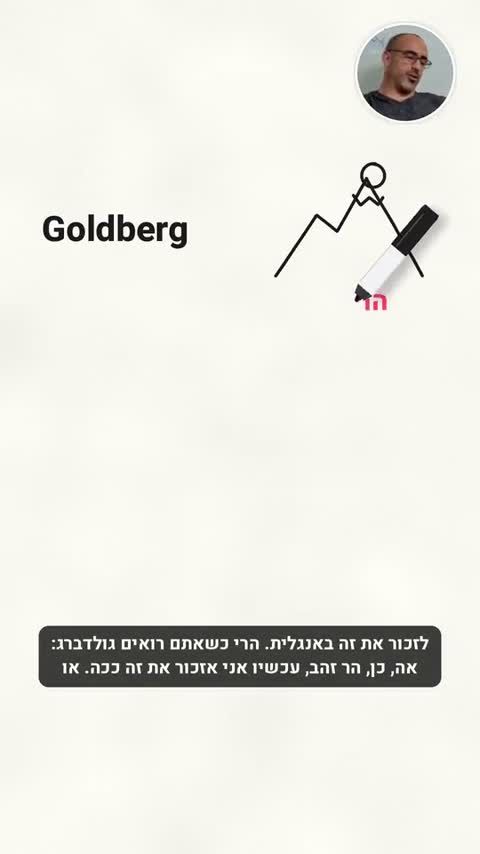 Goldberg
הר
לזכור את זה באנגלית. הרי כשאתם רואים גולדברג:
אה, כן, הר זהב, עכשיו אני אזכור את זה ככה. או